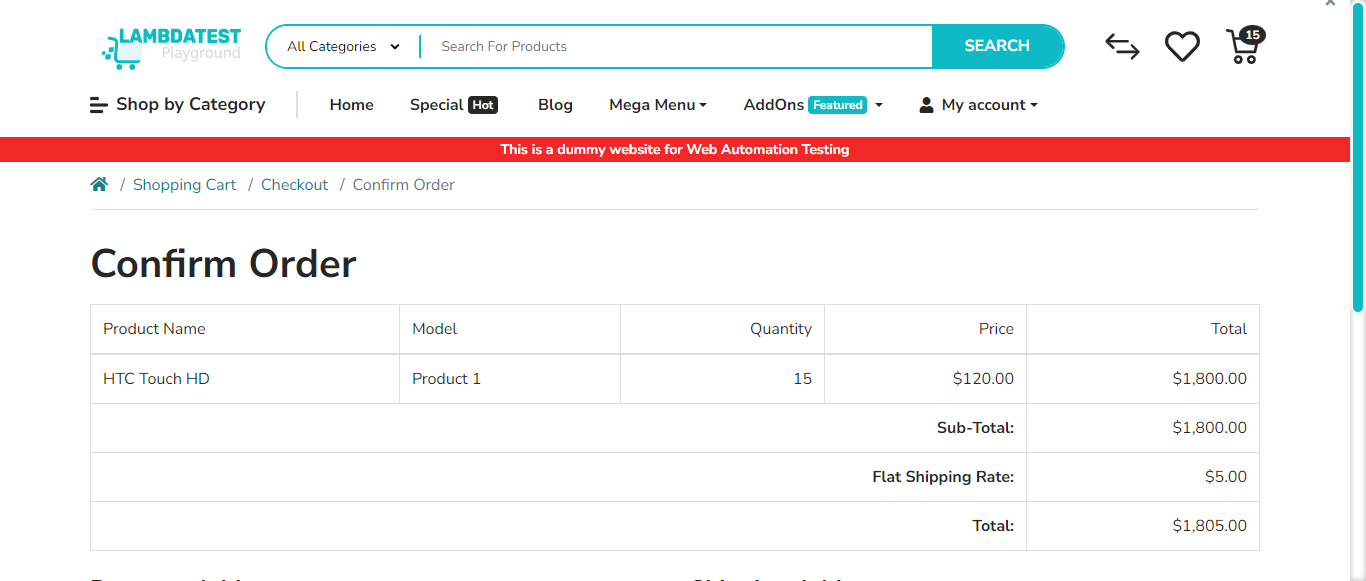 LAMBDATEST
Playground
All Categories
Search For Products
SEARCH
15
Shop by Category
Home
Special Hot
Blog
Mega Menu
AddOns Featured
My account
This is a dummy website for Web Automation Testing
/ Shopping Cart / Checkout / Confirm Order
Confirm Order
Product Name Model Quantity Price Total
HTC Touch HD Product 1 15 $120.00 $1,800.00
Sub-Total: $1,800.00
Flat Shipping Rate: $5.00
Total: $1,805.00